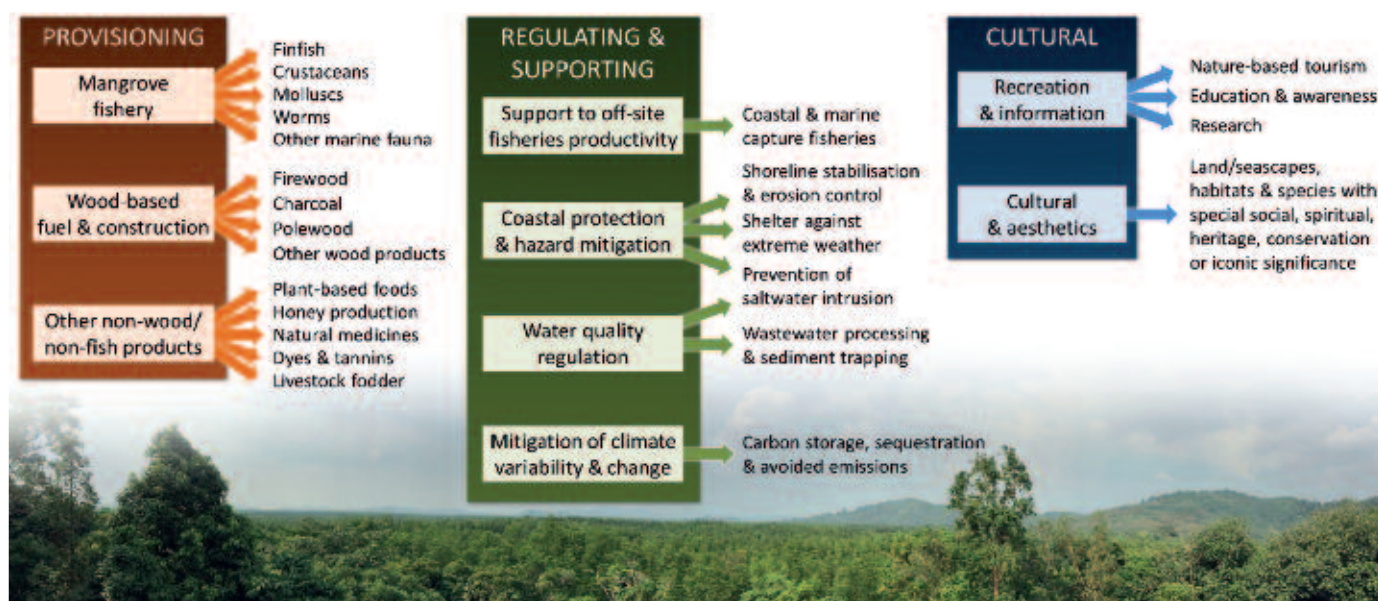 PROVISIONING
Mangrove
fishery
Finfish
Crustaceans
Molluscs
Worms
Other marine fauna
Wood-based
fuel & construction
Firewood
Charcoal
Polewood
Other wood products
Other non-wood/
non-fish products
Plant-based foods
Honey production
Natural medicines
Dyes & tannins
Livestock fodder
REGULATING &
SUPPORTING
Support to off-site
fisheries productivity
Coastal & marine
capture fisheries
Coastal protection
& hazard mitigation
Shoreline stabilisation
& erosion control
Shelter against
extreme weather
Prevention of
saltwater intrusion
Water quality
regulation
Wastewater processing
& sediment trapping
Mitigation of climate
variability & change
Carbon storage, sequestration
& avoided emissions
CULTURAL
Recreation
& information
Nature-based tourism
Education & awareness
Research
Cultural
& aesthetics
Land/seascapes,
habitats & species with
special social, spiritual,
heritage, conservation
or iconic significance